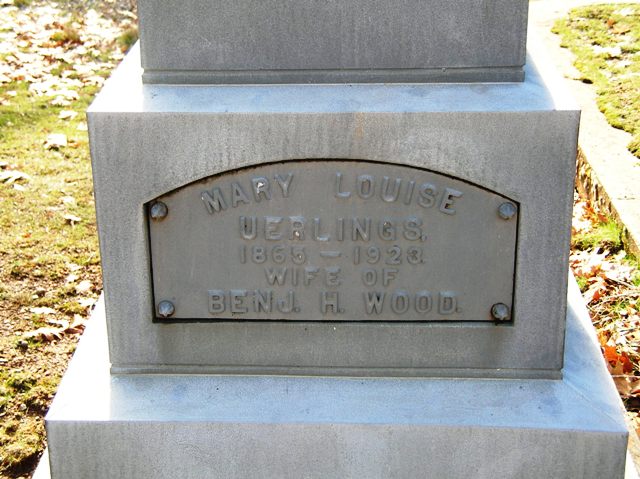 MARY LOUISE
UERLINGS.
1865 — 1923.
WIFE OF
BENJ. H. WOOD.